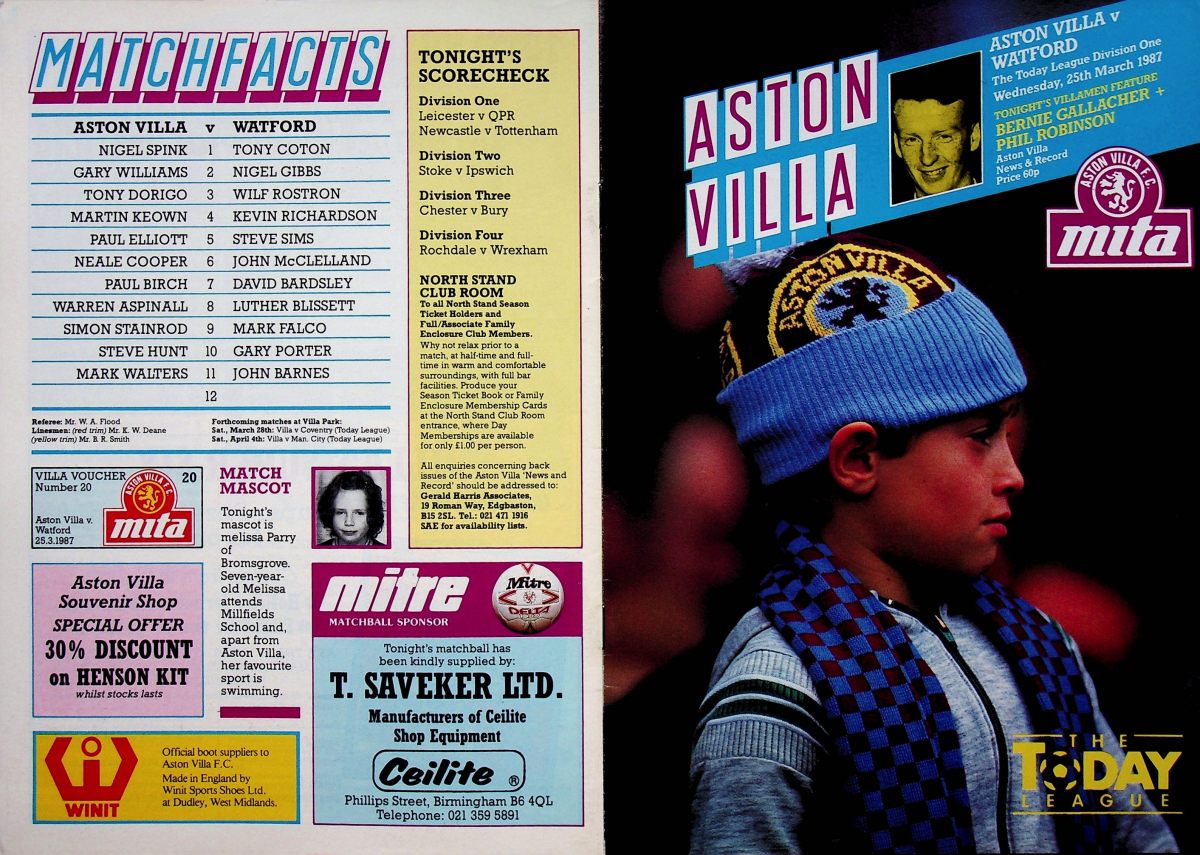 MATCHFACTS
ASTON VILLA v WATFORD
NIGEL SPINK 1 TONY COTON
GARY WILLIAMS 2 NIGEL GIBBS
TONY DORIGO 3 WILF ROSTRON
MARTIN KEOWN 4 KEVIN RICHARDSON
PAUL ELLIOTT 5 STEVE SIMS
NEALE COOPER 6 JOHN McCLELLAND
PAUL BIRCH 7 DAVID BARDSLEY
WARREN ASPINALL 8 LUTHER BLISSETT
SIMON STAINROD 9 MARK FALCO
STEVE HUNT 10 GARY PORTER
MARK WALTERS 11 JOHN BARNES
12
Referee: Mr. W. A. Flood
Linesmen: (red trim) Mr. K. W. Deane
(yellow trim) Mr. B. R. Smith
Forthcoming matches at Villa Park:
Sat., March 28th: Villa v Coventry (Today League)
Sat., April 4th: Villa v Man. City (Today League)
VILLA VOUCHER 20
Number 20
Aston Villa v.
Watford
25.3.1987
ASTON VILLA F.C.
mita
MATCH
MASCOT
Tonight's
mascot is
melissa Parry
of
Bromsgrove.
Seven-year-
old Melissa
attends
Millfields
School and,
apart from
Aston Villa,
her favourite
sport is
swimming.
Aston Villa
Souvenir Shop
SPECIAL OFFER
30% DISCOUNT
on HENSON KIT
whilst stocks last
WINIT
Official boot suppliers to
Aston Villa F.C.
Made in England by
Winit Sports Shoes Ltd.
at Dudley, West Midlands.
TONIGHT'S
SCORECHECK
Division One
Leicester v QPR
Newcastle v Tottenham
Division Two
Stoke v Ipswich
Division Three
Chester v Bury
Division Four
Rochdale v Wrexham
NORTH STAND
CLUB ROOM
To all North Stand Season
Ticket Holders and
Full/Associate Family
Enclosure Club Members.
Why not relax prior to a
match, at half-time and full-
time in warm and comfortable
surroundings, with full bar
facilities. Produce your
Season Ticket Book or Family
Enclosure Membership Cards
at the North Stand Club Room
entrance, where Day
Memberships are available
for only £1.00 per person.
All enquiries concerning back
issues of the Aston Villa 'News and
Record' should be addressed to:
Gerald Harris Associates,
19 Roman Way, Edgbaston,
B15 2SL. Tel.: 021 471 1916
SAE for availability lists.
mitre
MATCHBALL SPONSOR
Mitre
DELTA
Tonight's matchball has
been kindly supplied by:
T. SAVEKER LTD.
Manufacturers of Ceilite
Shop Equipment
Ceilite ®
Phillips Street, Birmingham B6 4QL
Telephone: 021 359 5891
ASTON
VILLA
ASTON VILLA v
WATFORD
The Today League Division One
Wednesday, 25th March 1987
TONIGHT'S VILLAMEN FEATURE
BERNIE GALLACHER +
PHIL ROBINSON
Aston Villa
News & Record
Price 60p
ASTON VILLA F.C.
mita
ASTON VILLA
THE
TODAY
LEAGUE